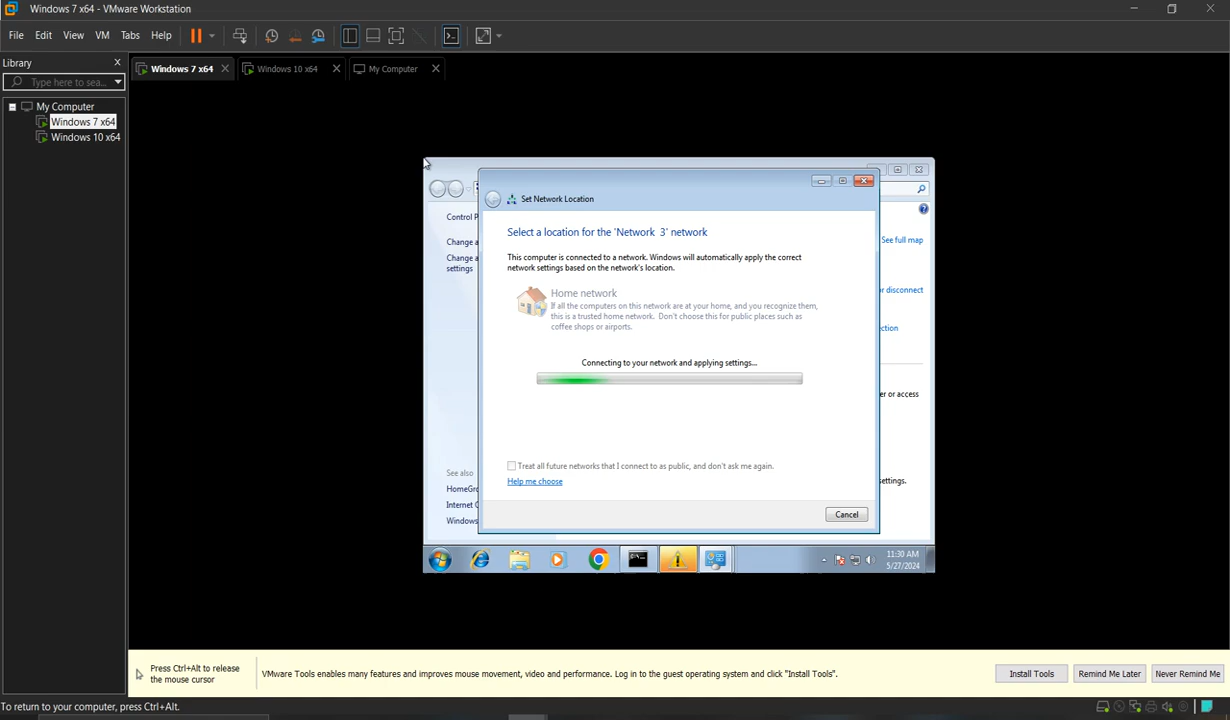 Windows 7 x64 - VMware Workstation
File Edit View VM Tabs Help
Library
Type here to sea...
Windows 7 x64
Windows 10 x64
My Computer
My Computer
Windows 7 x64
Windows 10 x64
Set Network Location
Control P
Change a
Change a
settings
See also
HomeGro
Internet O
Windows
Select a location for the 'Network 3' network
This computer is connected to a network. Windows will automatically apply the correct
network settings based on the network's location.
Home network
If all the computers on this network are at your home, and you recognize them,
this is a trusted home network. Don't choose this for public places such as
coffee shops or airports.
Connecting to your network and applying settings...
Treat all future networks that I connect to as public, and don't ask me again.
Help me choose
Cancel
See full map
or disconnect
ection
er or access
settings.
11:30 AM
5/27/2024
Press Ctrl+Alt to release
the mouse cursor
VMware Tools enables many features and improves mouse movement, video and performance. Log in to the guest operating system and click "Install Tools".
Install Tools
Remind Me Later
Never Remind Me
To return to your computer, press Ctrl+Alt.